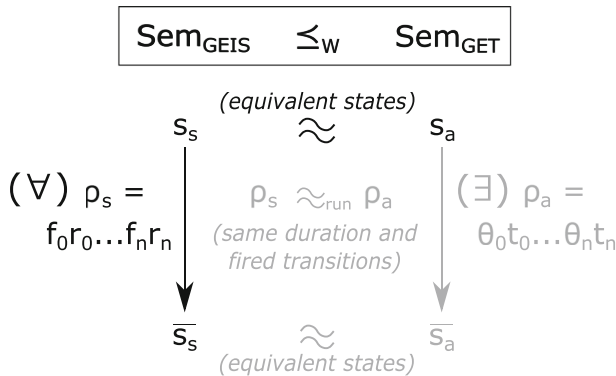 Sem_GEIS ⪯_W Sem_GET
(equivalent states)
s_s ≈ s_a
(∀) ρ_s =
f_0r_0...f_nr_n
ρ_s ≈_run ρ_a
(same duration and
fired transitions)
(∃) ρ_a =
θ_0t_0...θ_nt_n
s̅_s ≈ s̅_a
(equivalent states)